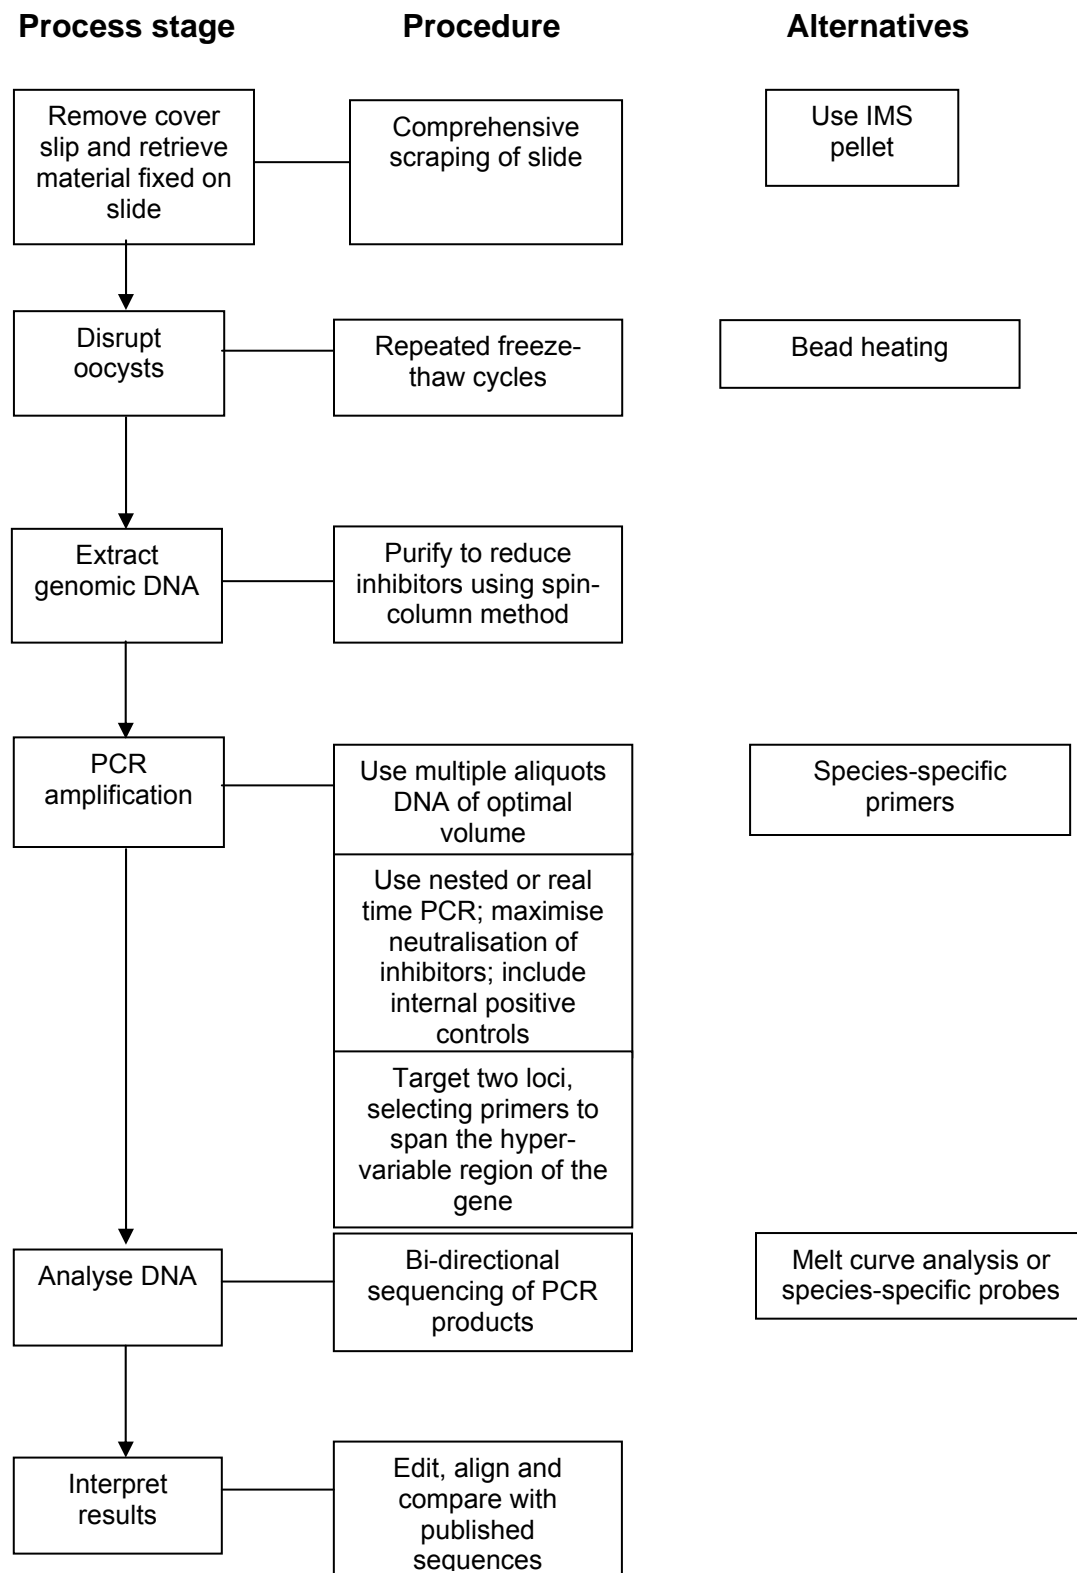 Process stage
Procedure
Alternatives
Remove cover
slip and retrieve
material fixed on
slide
Comprehensive
scraping of slide
Use IMS
pellet
Disrupt
oocysts
Repeated freeze-
thaw cycles
Bead heating
Extract
genomic DNA
Purify to reduce
inhibitors using spin-
column method
PCR
amplification
Use multiple aliquots
DNA of optimal
volume
Species-specific
primers
Use nested or real
time PCR; maximise
neutralisation of
inhibitors; include
internal positive
controls
Target two loci,
selecting primers to
span the hyper-
variable region of the
gene
Analyse DNA
Bi-directional
sequencing of PCR
products
Melt curve analysis or
species-specific probes
Interpret
results
Edit, align and
compare with
published
sequences